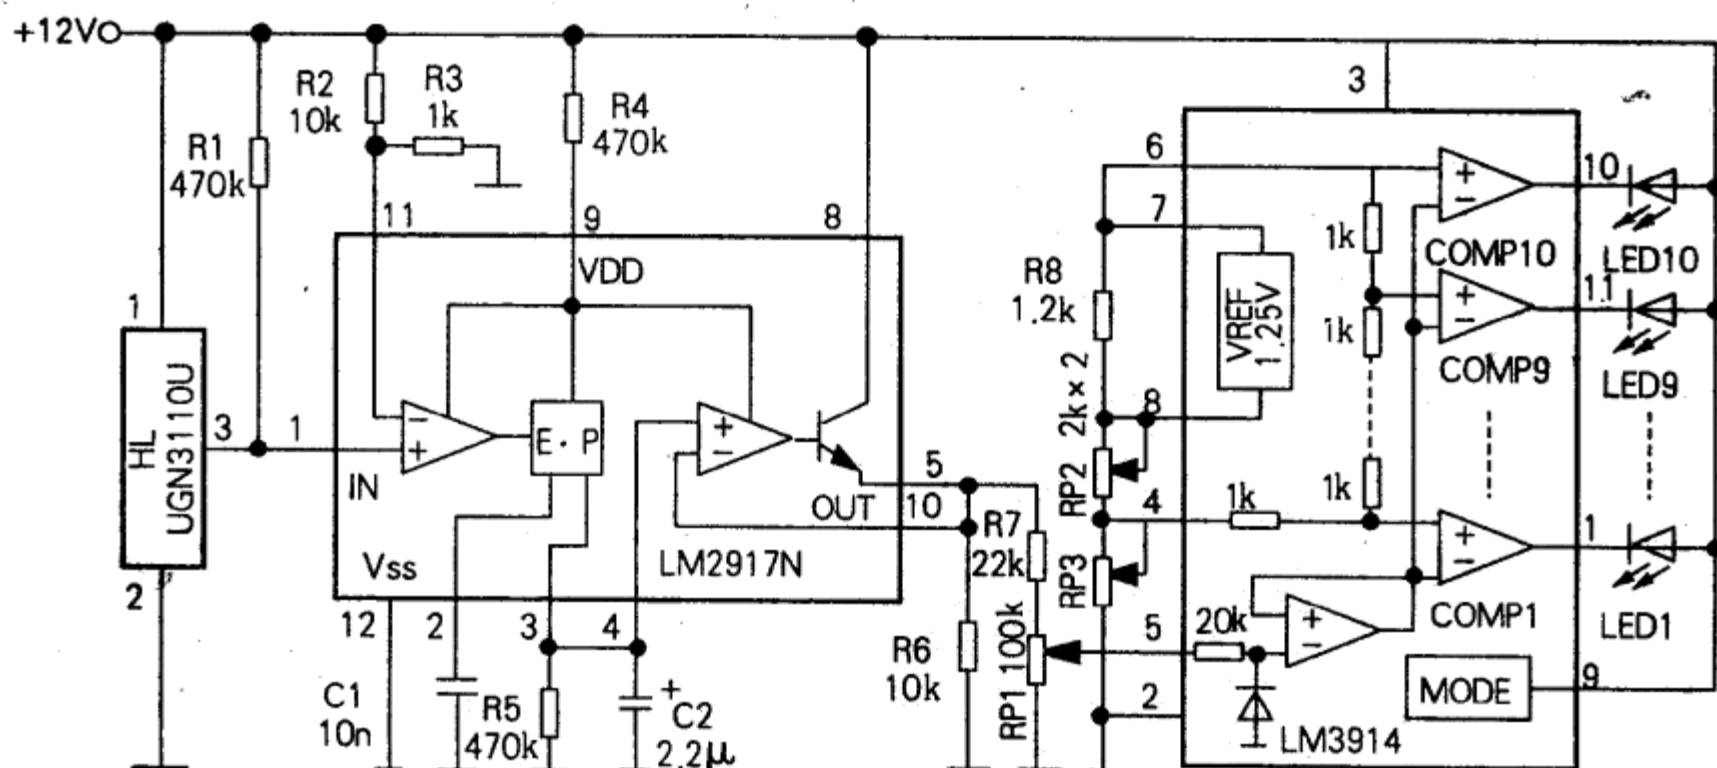 +12V
R1
470k
R2
10k
R3
1k
R4
470k
3
6
7
8
4
5
2
11
9
8
VDD
1
HL
UGN3110U
3
1
2
IN
E · P
Vss
OUT
LM2917N
5
10
12
2
3
4
C1
10n
R5
470k
+
C2
2.2μ
R6
10k
R7
22k
RP1 100k
R8
1.2k
2k×2
RP2
RP3
VREF
1.25V
1k
1k
1k
1k
20k
+
−
COMP10
+
−
COMP9
+
−
COMP1
+
−
−
+
+
−
10
LED10
11
LED9
1
LED1
MODE
9
LM3914